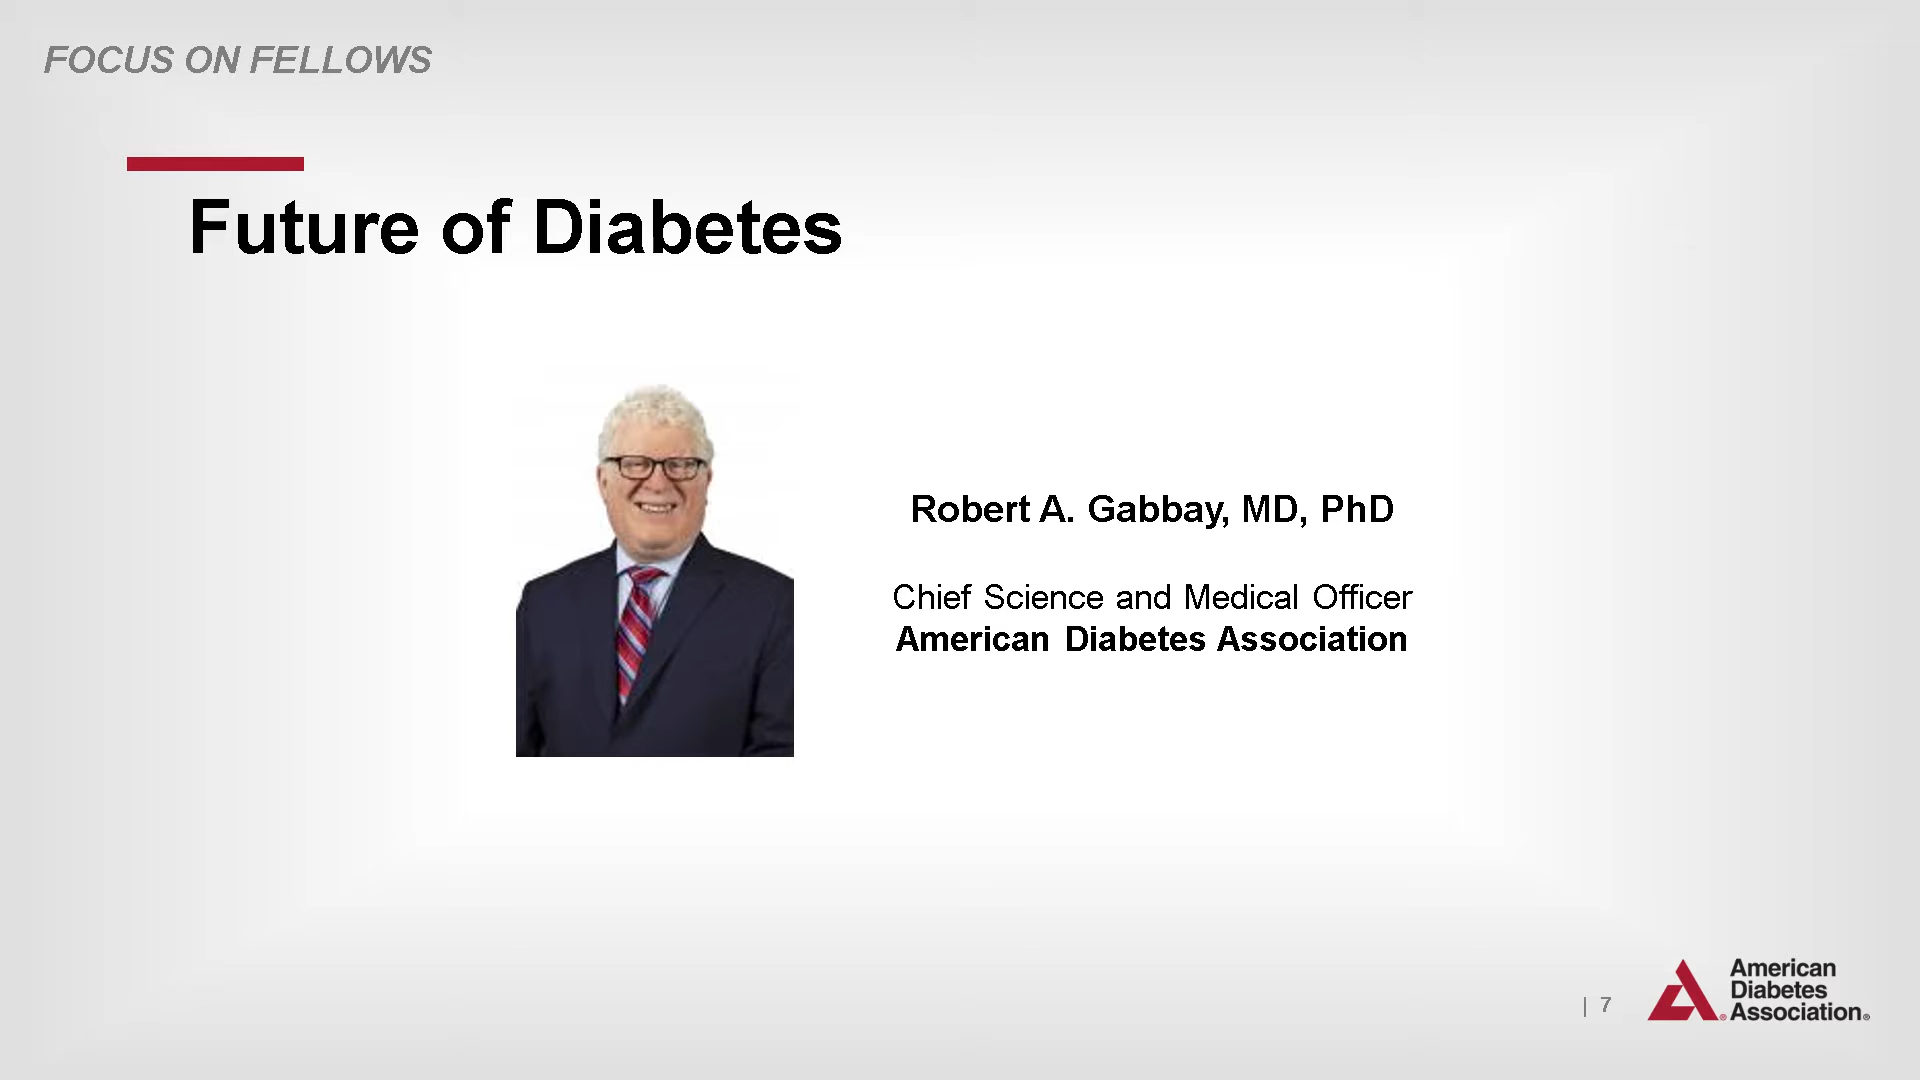 FOCUS ON FELLOWS
Future of Diabetes
Robert A. Gabbay, MD, PhD
Chief Science and Medical Officer
American Diabetes Association
| 7
American
Diabetes
® Association®